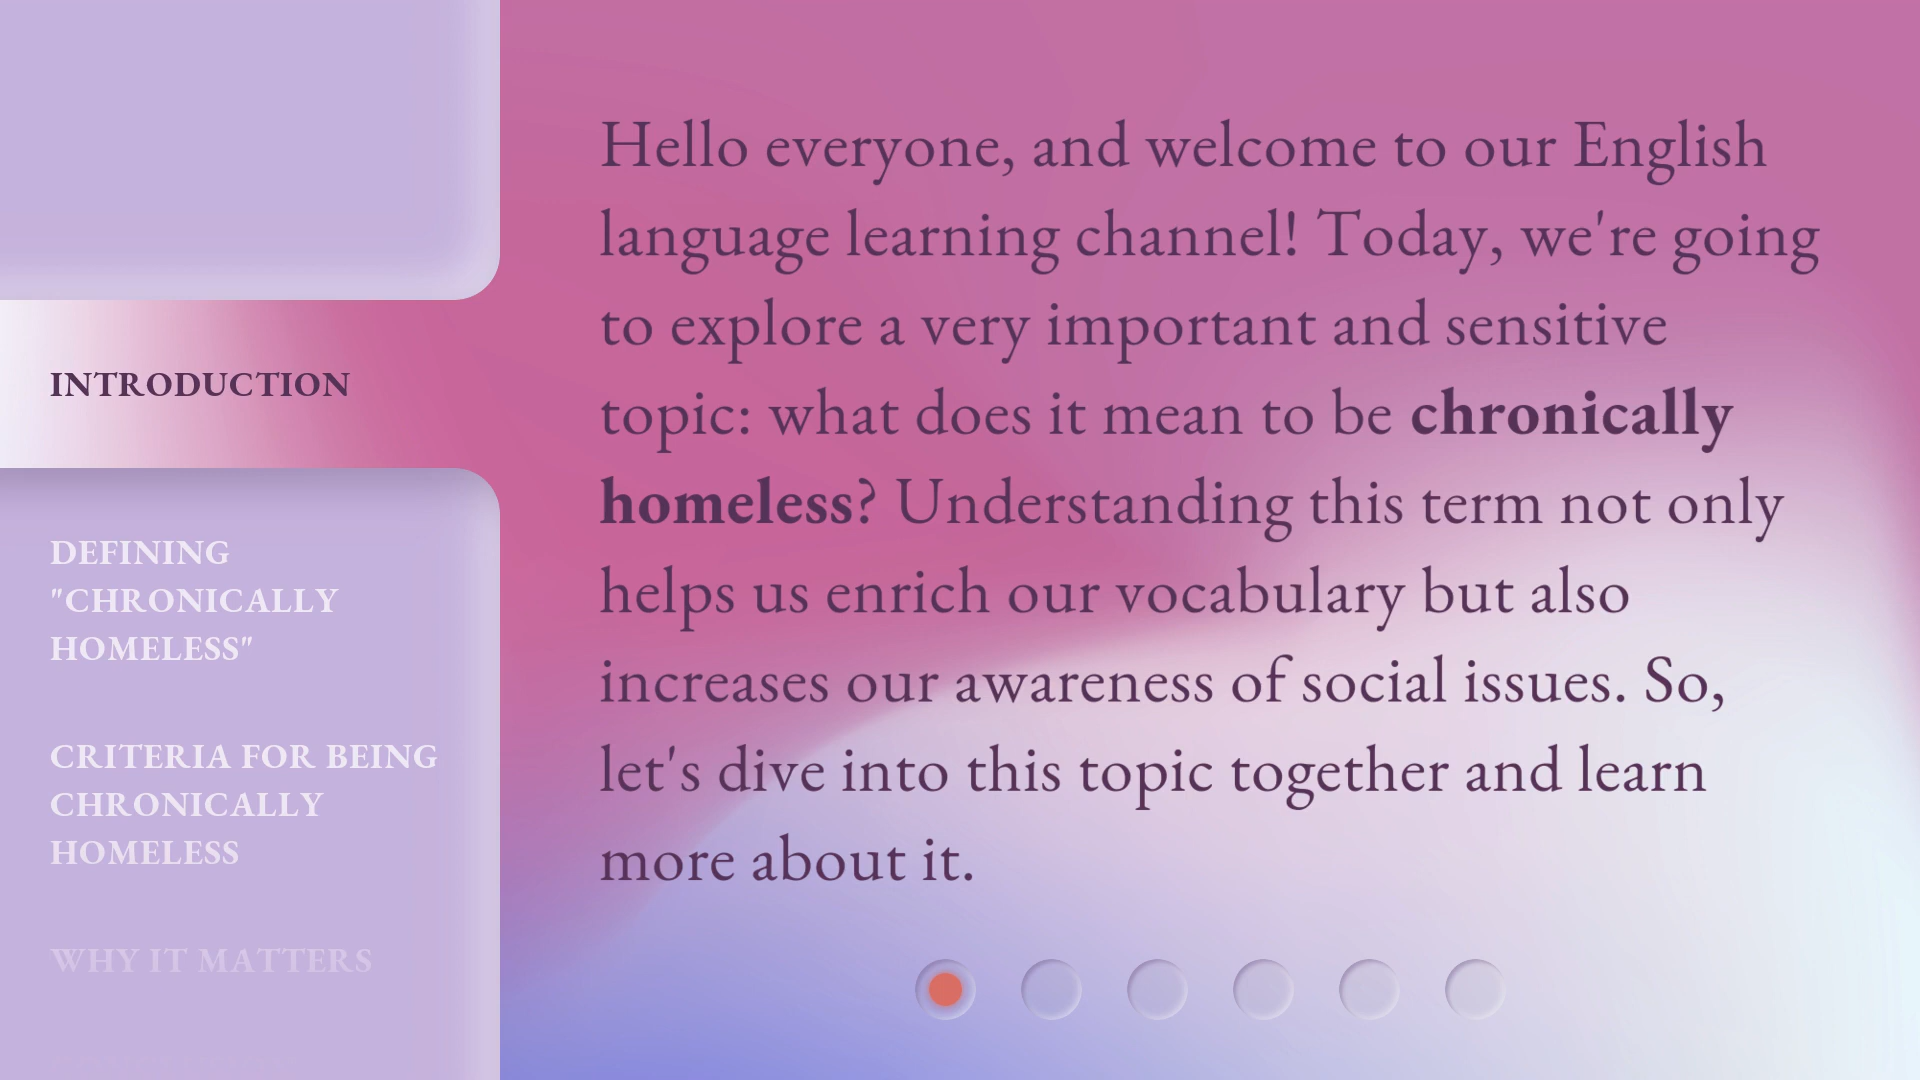 INTRODUCTION
DEFINING
"CHRONICALLY
HOMELESS"
CRITERIA FOR BEING
CHRONICALLY
HOMELESS
WHY IT MATTERS
Hello everyone, and welcome to our English
language learning channel! Today, we're going
to explore a very important and sensitive
topic: what does it mean to be chronically
homeless? Understanding this term not only
helps us enrich our vocabulary but also
increases our awareness of social issues. So,
let's dive into this topic together and learn
more about it.